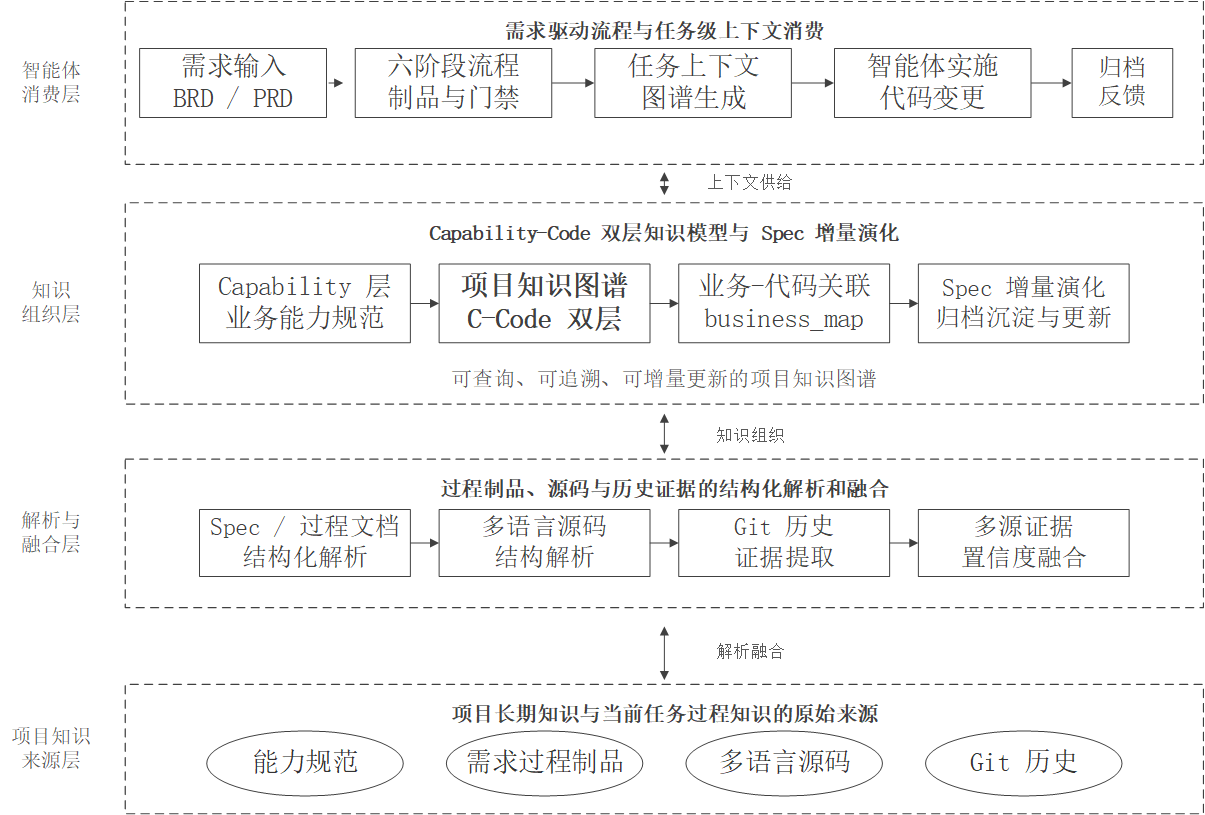 需求驱动流程与任务级上下文消费
智能体
消费层
需求输入
BRD / PRD
六阶段流程
制品与门禁
任务上下文
图谱生成
智能体实施
代码变更
归档
反馈
上下文供给
Capability-Code 双层知识模型与 Spec 增量演化
知识
组织层
Capability 层
业务能力规范
项目知识图谱
C-Code 双层
业务-代码关联
business_map
Spec 增量演化
归档沉淀与更新
可查询、可追溯、可增量更新的项目知识图谱
知识组织
过程制品、源码与历史证据的结构化解析和融合
解析与
融合层
Spec / 过程文档
结构化解析
多语言源码
结构解析
Git 历史
证据提取
多源证据
置信度融合
解析融合
项目长期知识与当前任务过程知识的原始来源
项目知识
来源层
能力规范
需求过程制品
多语言源码
Git 历史